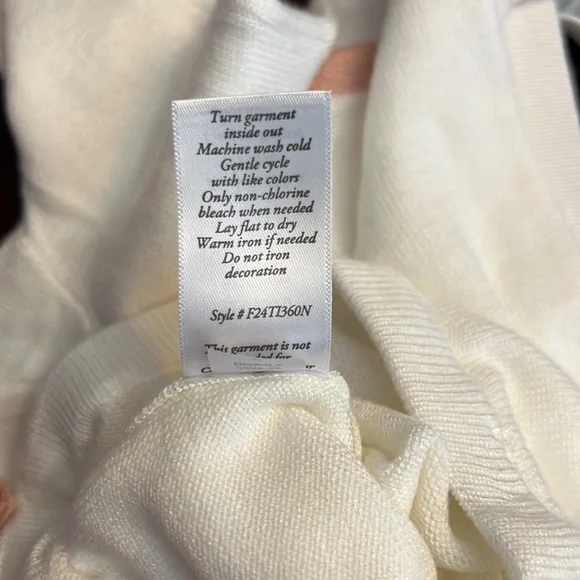 Turn garment
inside out
Machine wash cold
Gentle cycle
with like colors
Only non-chlorine
bleach when needed
Lay flat to dry
Warm iron if needed
Do not iron
decoration
Style # F24TI360N
This garment is not
for